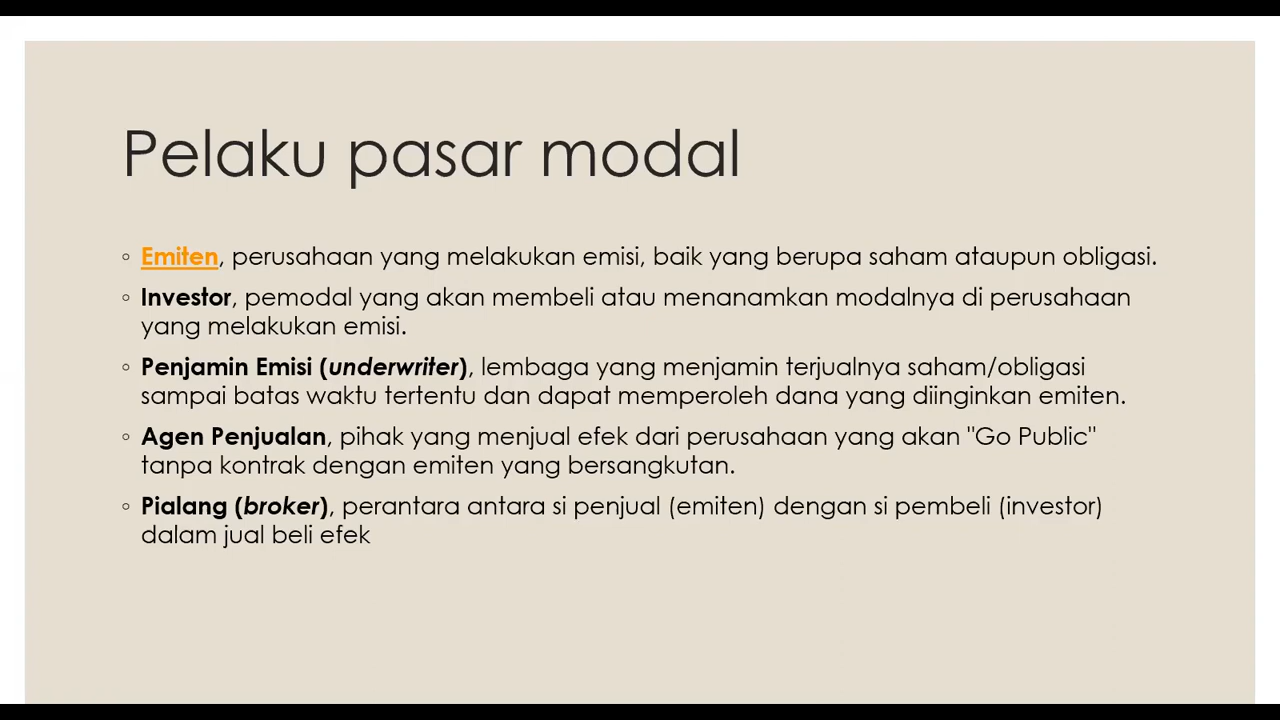 Pelaku pasar modal
◦ Emiten, perusahaan yang melakukan emisi, baik yang berupa saham ataupun obligasi.
◦ Investor, pemodal yang akan membeli atau menanamkan modalnya di perusahaan
yang melakukan emisi.
◦ Penjamin Emisi (underwriter), lembaga yang menjamin terjualnya saham/obligasi
sampai batas waktu tertentu dan dapat memperoleh dana yang diinginkan emiten.
◦ Agen Penjualan, pihak yang menjual efek dari perusahaan yang akan "Go Public"
tanpa kontrak dengan emiten yang bersangkutan.
◦ Pialang (broker), perantara antara si penjual (emiten) dengan si pembeli (investor)
dalam jual beli efek